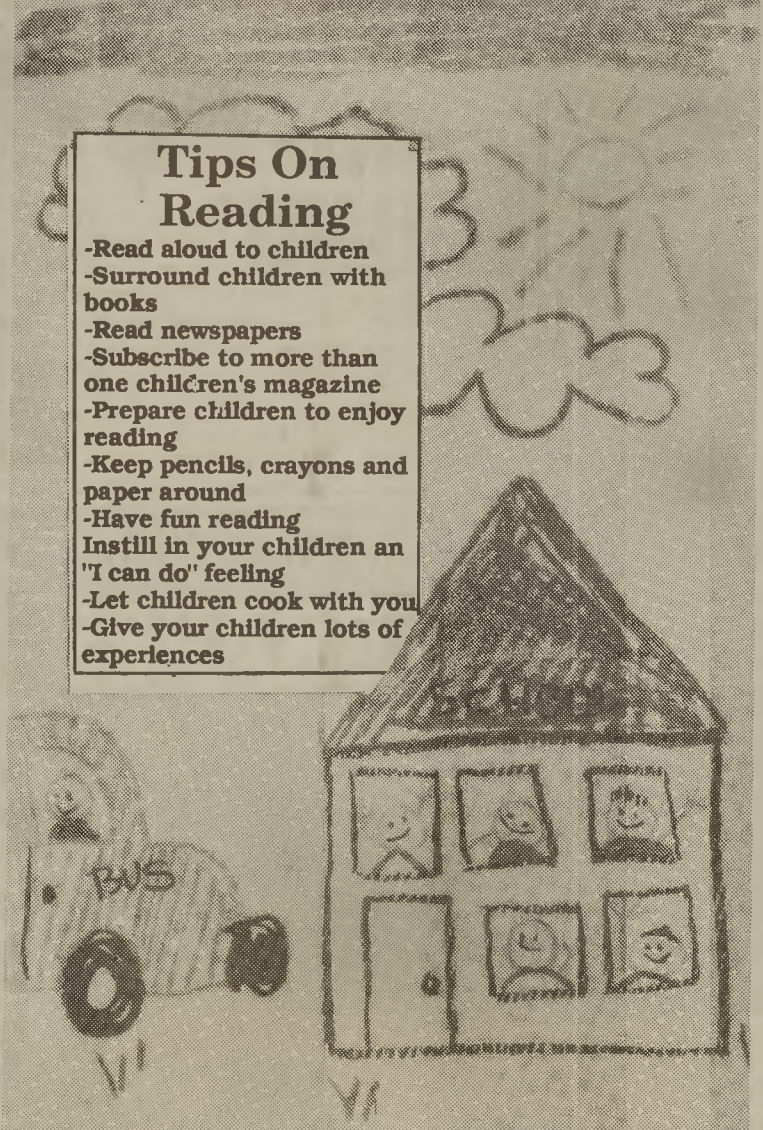 Tips On
Reading
-Read aloud to children
-Surround children with
books
-Read newspapers
-Subscribe to more than
one children's magazine
-Prepare children to enjoy
reading
-Keep pencils, crayons and
paper around
-Have fun reading
Instill in your children an
"I can do" feeling
-Let children cook with you
-Give your children lots of
experiences
SCHOOL
BUS